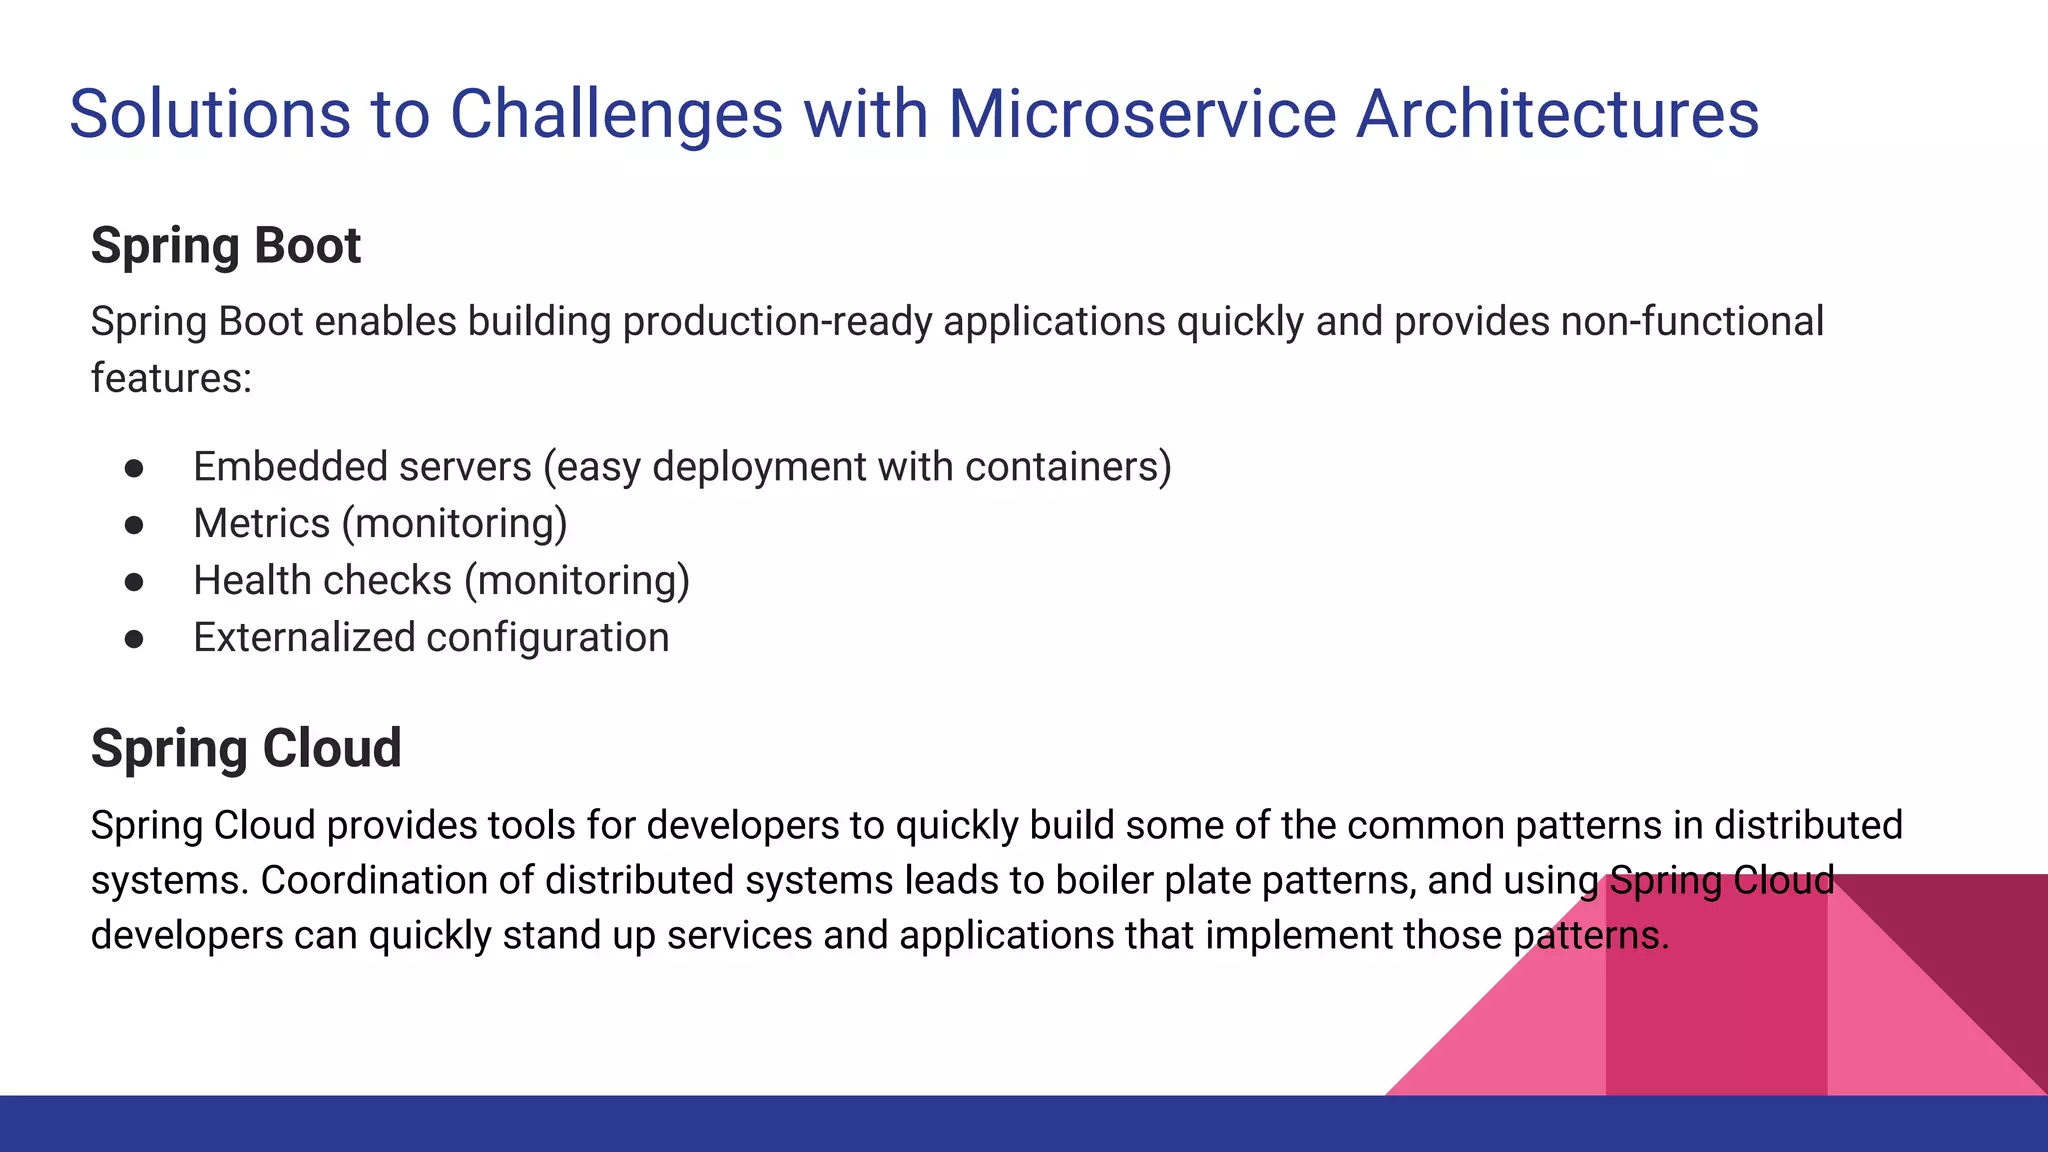 Solutions to Challenges with Microservice Architectures
Spring Boot
Spring Boot enables building production-ready applications quickly and provides non-functional
features:
● Embedded servers (easy deployment with containers)
● Metrics (monitoring)
● Health checks (monitoring)
● Externalized configuration
Spring Cloud
Spring Cloud provides tools for developers to quickly build some of the common patterns in distributed
systems. Coordination of distributed systems leads to boiler plate patterns, and using Spring Cloud
developers can quickly stand up services and applications that implement those patterns.